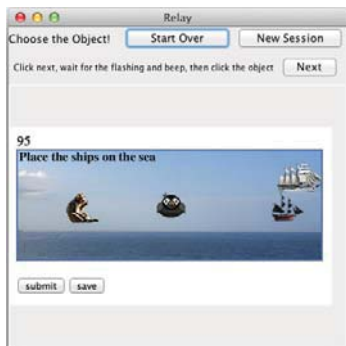 Relay
Choose the Object! Start Over New Session
Click next, wait for the flashing and beep, then click the object Next
95
Place the ships on the sea
submit save